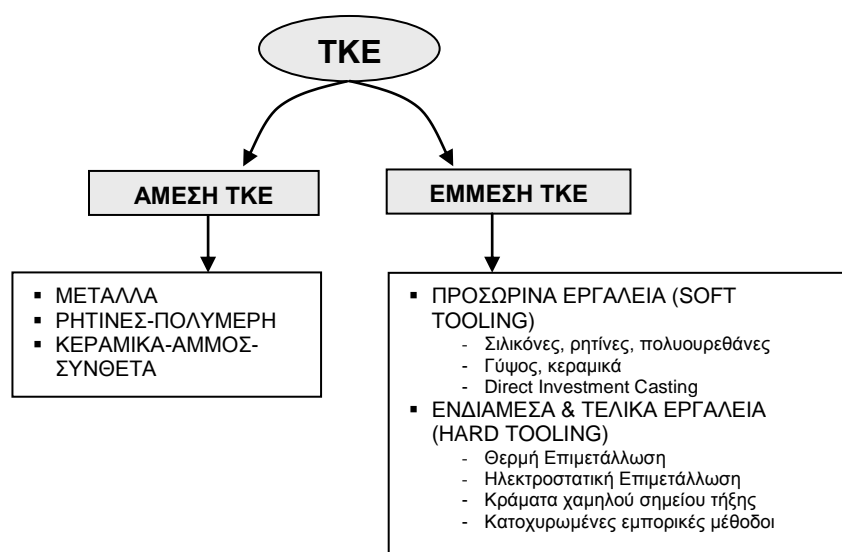 ΤΚΕ
ΑΜΕΣΗ ΤΚΕ
ΕΜΜΕΣΗ ΤΚΕ
▪ ΜΕΤΑΛΛΑ
▪ ΡΗΤΙΝΕΣ-ΠΟΛΥΜΕΡΗ
▪ ΚΕΡΑΜΙΚΑ-ΑΜΜΟΣ-
ΣΥΝΘΕΤΑ
▪ ΠΡΟΣΩΡΙΝΑ ΕΡΓΑΛΕΙΑ (SOFT
TOOLING)
- Σιλικόνες, ρητίνες, πολυουρεθάνες
- Γύψος, κεραμικά
- Direct Investment Casting
▪ ΕΝΔΙΑΜΕΣΑ & ΤΕΛΙΚΑ ΕΡΓΑΛΕΙΑ
(HARD TOOLING)
- Θερμή Επιμετάλλωση
- Ηλεκτροστατική Επιμετάλλωση
- Κράματα χαμηλού σημείου τήξης
- Κατοχυρωμένες εμπορικές μέθοδοι